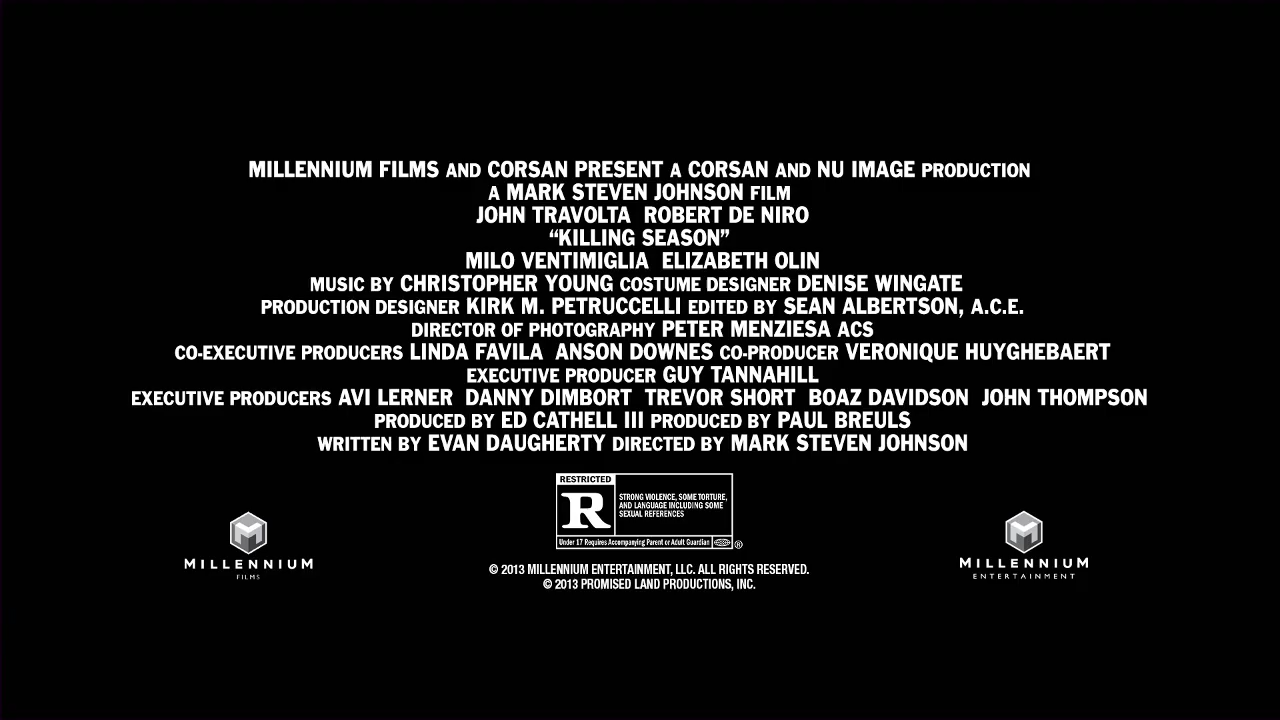 MILLENNIUM FILMS AND CORSAN PRESENT A CORSAN AND NU IMAGE PRODUCTION
A MARK STEVEN JOHNSON FILM
JOHN TRAVOLTA ROBERT DE NIRO
“KILLING SEASON”
MILO VENTIMIGLIA ELIZABETH OLIN
MUSIC BY CHRISTOPHER YOUNG COSTUME DESIGNER DENISE WINGATE
PRODUCTION DESIGNER KIRK M. PETRUCCELLI EDITED BY SEAN ALBERTSON, A.C.E.
DIRECTOR OF PHOTOGRAPHY PETER MENZIESA ACS
CO-EXECUTIVE PRODUCERS LINDA FAVILA ANSON DOWNES CO-PRODUCER VERONIQUE HUYGHEBAERT
EXECUTIVE PRODUCER GUY TANNAHILL
EXECUTIVE PRODUCERS AVI LERNER DANNY DIMBORT TREVOR SHORT BOAZ DAVIDSON JOHN THOMPSON
PRODUCED BY ED CATHELL III PRODUCED BY PAUL BREULS
WRITTEN BY EVAN DAUGHERTY DIRECTED BY MARK STEVEN JOHNSON
RESTRICTED
R
STRONG VIOLENCE, SOME TORTURE,
AND LANGUAGE INCLUDING SOME
SEXUAL REFERENCES
Under 17 Requires Accompanying Parent or Adult Guardian ®
MILLENNIUM
FILMS
MILLENNIUM
ENTERTAINMENT
© 2013 MILLENNIUM ENTERTAINMENT, LLC. ALL RIGHTS RESERVED.
© 2013 PROMISED LAND PRODUCTIONS, INC.